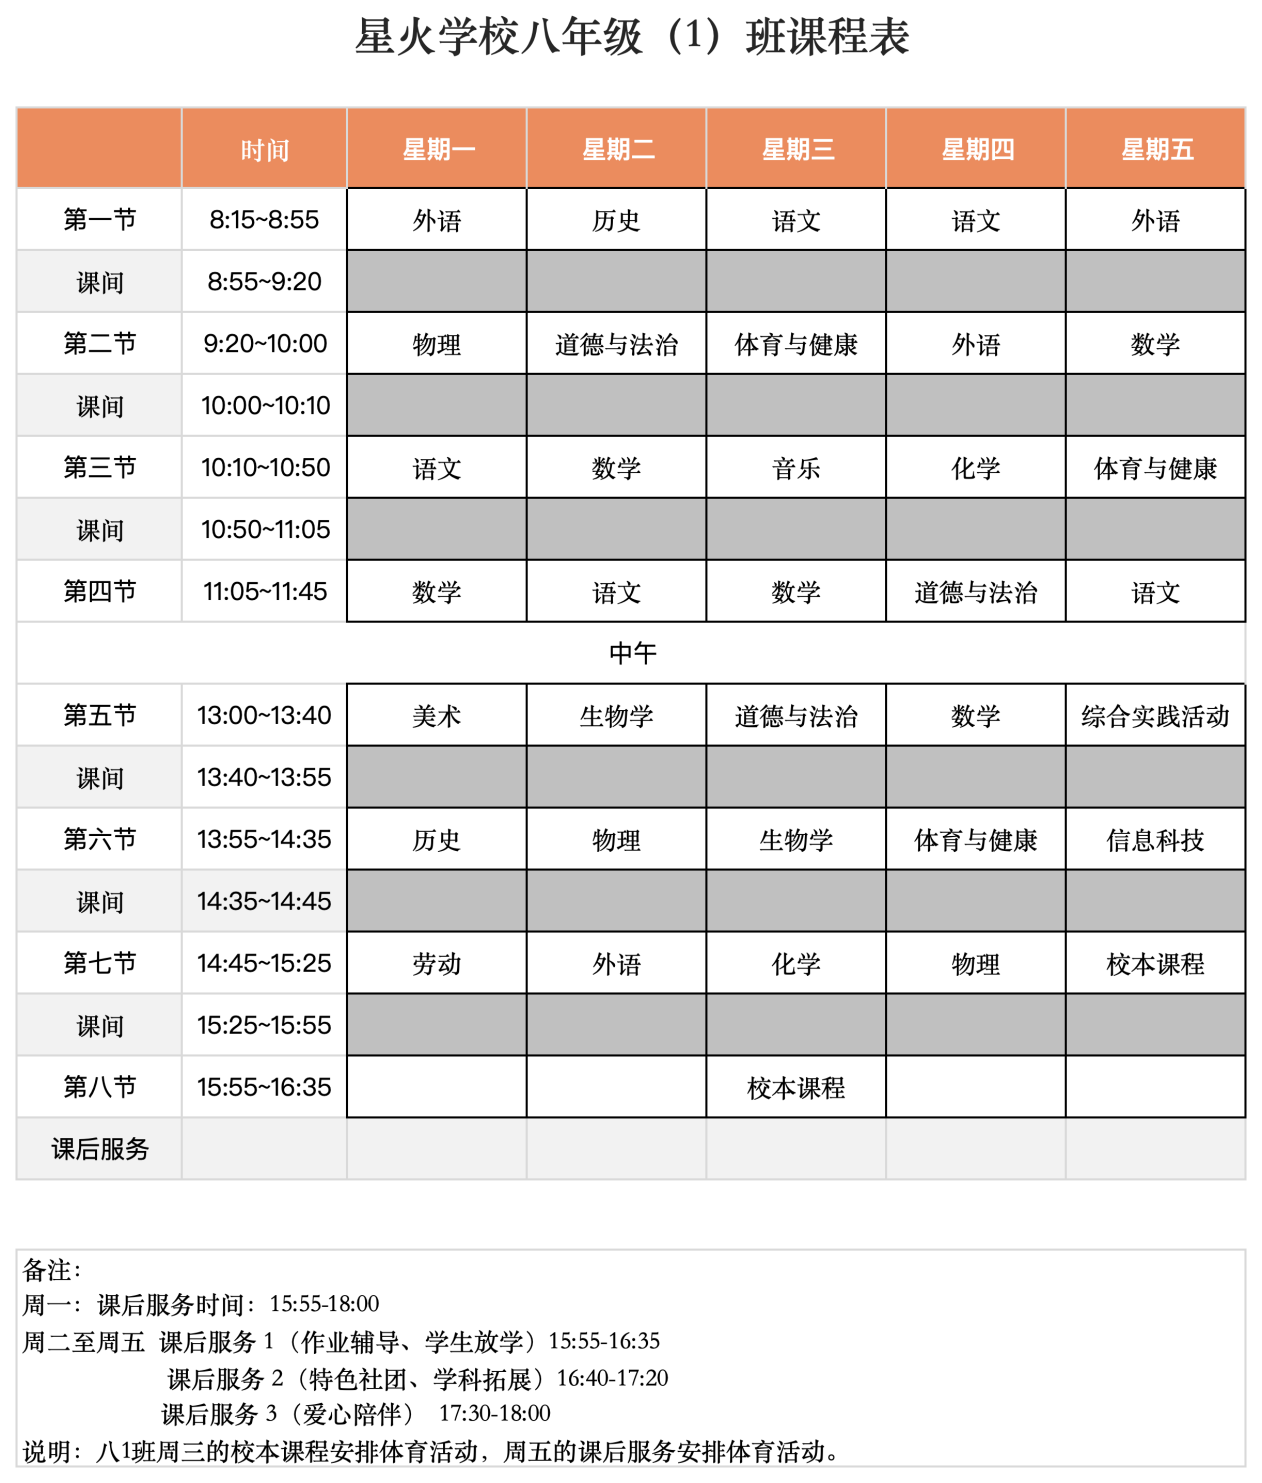 星火学校八年级（1）班课程表
时间 星期一 星期二 星期三 星期四 星期五
第一节 8:15~8:55 外语 历史 语文 语文 外语
课间 8:55~9:20
第二节 9:20~10:00 物理 道德与法治 体育与健康 外语 数学
课间 10:00~10:10
第三节 10:10~10:50 语文 数学 音乐 化学 体育与健康
课间 10:50~11:05
第四节 11:05~11:45 数学 语文 数学 道德与法治 语文
中午
第五节 13:00~13:40 美术 生物学 道德与法治 数学 综合实践活动
课间 13:40~13:55
第六节 13:55~14:35 历史 物理 生物学 体育与健康 信息科技
课间 14:35~14:45
第七节 14:45~15:25 劳动 外语 化学 物理 校本课程
课间 15:25~15:55
第八节 15:55~16:35 校本课程
课后服务
备注：
周一：课后服务时间：15:55-18:00
周二至周五 课后服务 1（作业辅导、学生放学）15:55-16:35
课后服务 2（特色社团、学科拓展）16:40-17:20
课后服务 3（爱心陪伴） 17:30-18:00
说明：八1班周三的校本课程安排体育活动，周五的课后服务安排体育活动。